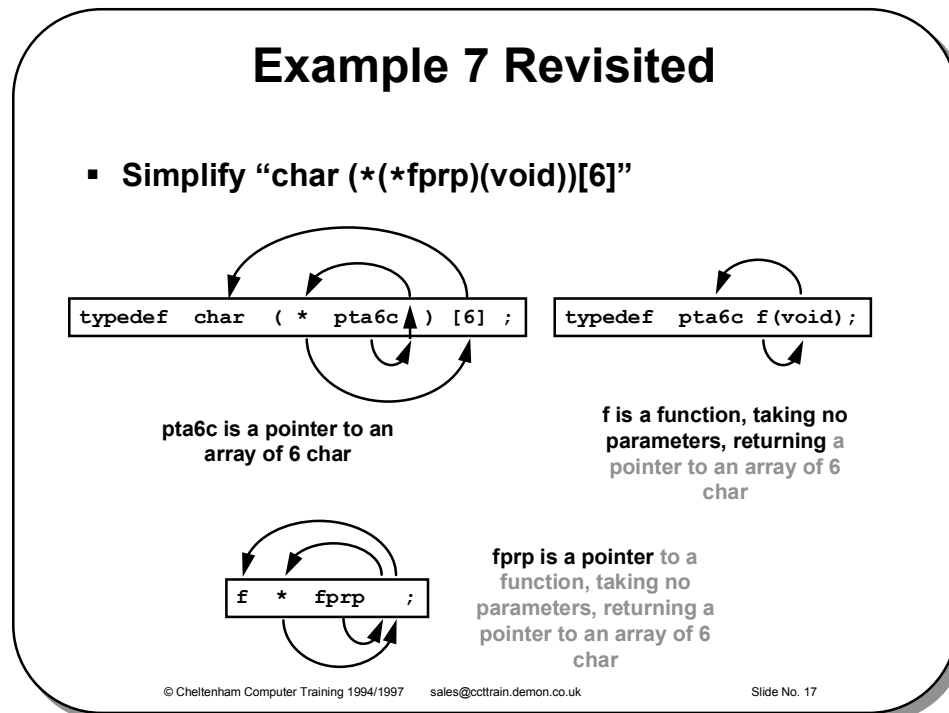 Example 7 Revisited
▪ Simplify “char (*(*fprp)(void))[6]”
typedef char ( * pta6c ) [6] ;
typedef pta6c f(void);
pta6c is a pointer to an
array of 6 char
f is a function, taking no
parameters, returning a
pointer to an array of 6
char
f * fprp ;
fprp is a pointer to a
function, taking no
parameters, returning a
pointer to an array of 6
char
© Cheltenham Computer Training 1994/1997 sales@ccttrain.demon.co.uk Slide No. 17